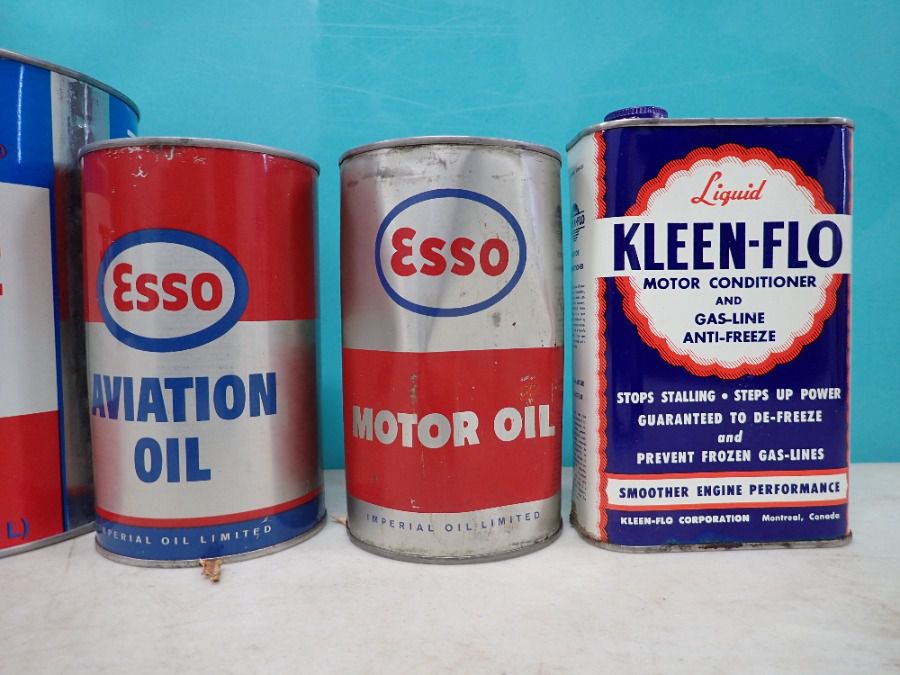 L)
Esso
AVIATION
OIL
IMPERIAL OIL LIMITED
Esso
MOTOR OIL
IMPERIAL OIL LIMITED
Liquid
KLEEN-FLO
MOTOR CONDITIONER
AND
GAS-LINE
ANTI-FREEZE
STOPS STALLING • STEPS UP POWER
GUARANTEED TO DE-FREEZE
and
PREVENT FROZEN GAS-LINES
SMOOTHER ENGINE PERFORMANCE
KLEEN-FLO CORPORATION Montreal, Canada